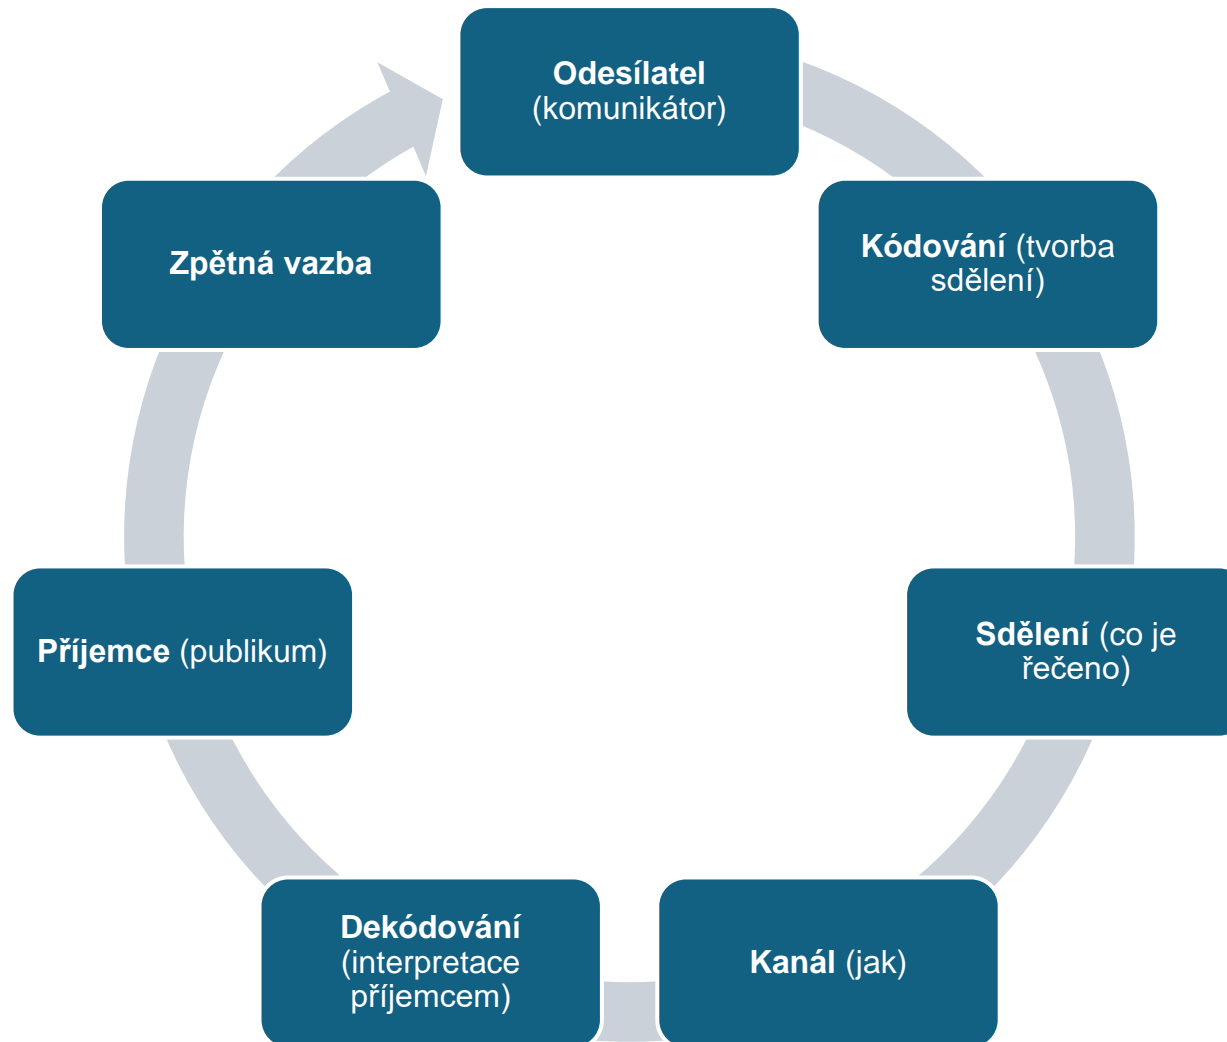 Odesílatel
(komunikátor)
Kódování (tvorba
sdělení)
Sdělení (co je
řečeno)
Kanál (jak)
Dekódování
(interpretace
příjemcem)
Příjemce (publikum)
Zpětná vazba